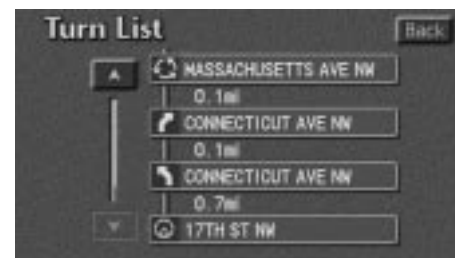 Turn List
Back
MASSACHUSETTS AVE NW
0.1mi
CONNECTICUT AVE NW
0.1mi
CONNECTICUT AVE NW
0.7mi
17TH ST NW